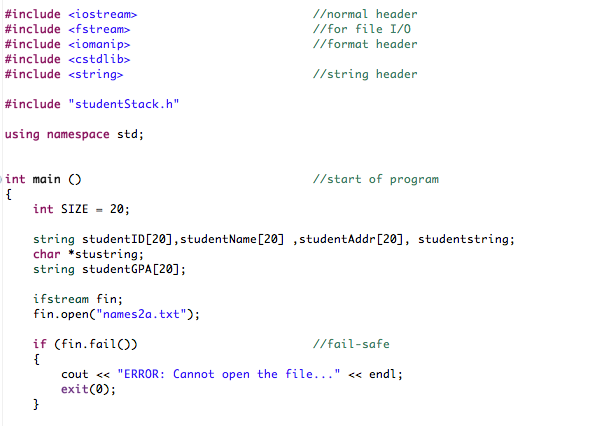 #include <iostream> //normal header
#include <fstream> //for file I/O
#include <iomanip> //format header
#include <cstdlib>
#include <string> //string header
#include "studentStack.h"
using namespace std;
int main () //start of program
{
int SIZE = 20;
string studentID[20],studentName[20] ,studentAddr[20], studentstring;
char *stustring;
string studentGPA[20];
ifstream fin;
fin.open("names2a.txt");
if (fin.fail()) //fail-safe
{
cout << "ERROR: Cannot open the file..." << endl;
exit(0);
}